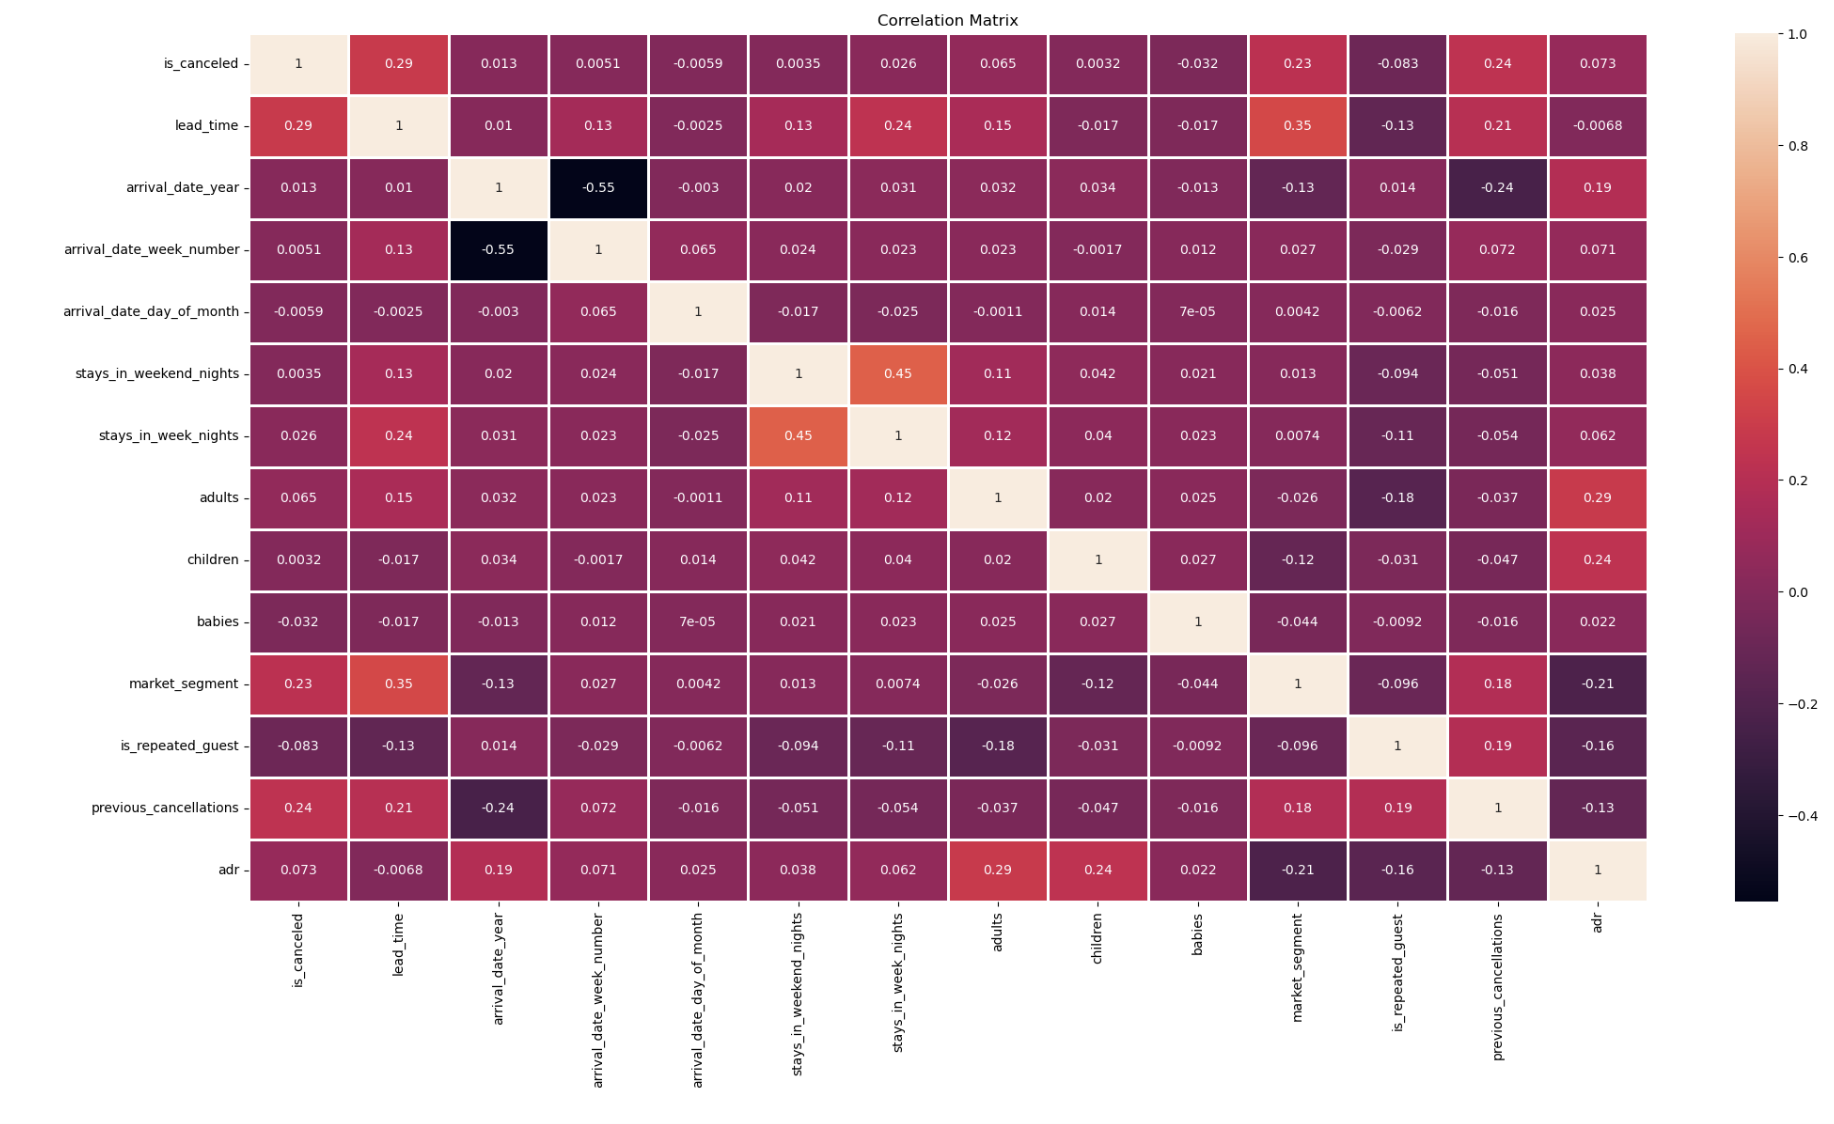 Correlation Matrix
is_canceled 1 0.29 0.013 0.0051 -0.0059 0.0035 0.026 0.065 0.0032 -0.032 0.23 -0.083 0.24 0.073
lead_time 0.29 1 0.01 0.13 -0.0025 0.13 0.24 0.15 -0.017 -0.017 0.35 -0.13 0.21 -0.0068
arrival_date_year 0.013 0.01 1 -0.55 -0.003 0.02 0.031 0.032 0.034 -0.013 -0.13 0.014 -0.24 0.19
arrival_date_week_number 0.0051 0.13 -0.55 1 0.065 0.024 0.023 0.023 -0.0017 0.012 0.027 -0.029 0.072 0.071
arrival_date_day_of_month -0.0059 -0.0025 -0.003 0.065 1 -0.017 -0.025 -0.0011 0.014 7e-05 0.0042 -0.0062 -0.016 0.025
stays_in_weekend_nights 0.0035 0.13 0.02 0.024 -0.017 1 0.45 0.11 0.042 0.021 0.013 -0.094 -0.051 0.038
stays_in_week_nights 0.026 0.24 0.031 0.023 -0.025 0.45 1 0.12 0.04 0.023 0.0074 -0.11 -0.054 0.062
adults 0.065 0.15 0.032 0.023 -0.0011 0.11 0.12 1 0.02 0.025 -0.026 -0.18 -0.037 0.29
children 0.0032 -0.017 0.034 -0.0017 0.014 0.042 0.04 0.02 1 0.027 -0.12 -0.031 -0.047 0.24
babies -0.032 -0.017 -0.013 0.012 7e-05 0.021 0.023 0.025 0.027 1 -0.044 -0.0092 -0.016 0.022
market_segment 0.23 0.35 -0.13 0.027 0.0042 0.013 0.0074 -0.026 -0.12 -0.044 1 -0.096 0.18 -0.21
is_repeated_guest -0.083 -0.13 0.014 -0.029 -0.0062 -0.094 -0.11 -0.18 -0.031 -0.0092 -0.096 1 0.19 -0.16
previous_cancellations 0.24 0.21 -0.24 0.072 -0.016 -0.051 -0.054 -0.037 -0.047 -0.016 0.18 0.19 1 -0.13
adr 0.073 -0.0068 0.19 0.071 0.025 0.038 0.062 0.29 0.24 0.022 -0.21 -0.16 -0.13 1
is_canceled
lead_time
arrival_date_year
arrival_date_week_number
arrival_date_day_of_month
stays_in_weekend_nights
stays_in_week_nights
adults
children
babies
market_segment
is_repeated_guest
previous_cancellations
adr
1.0
0.8
0.6
0.4
0.2
0.0
−0.2
−0.4